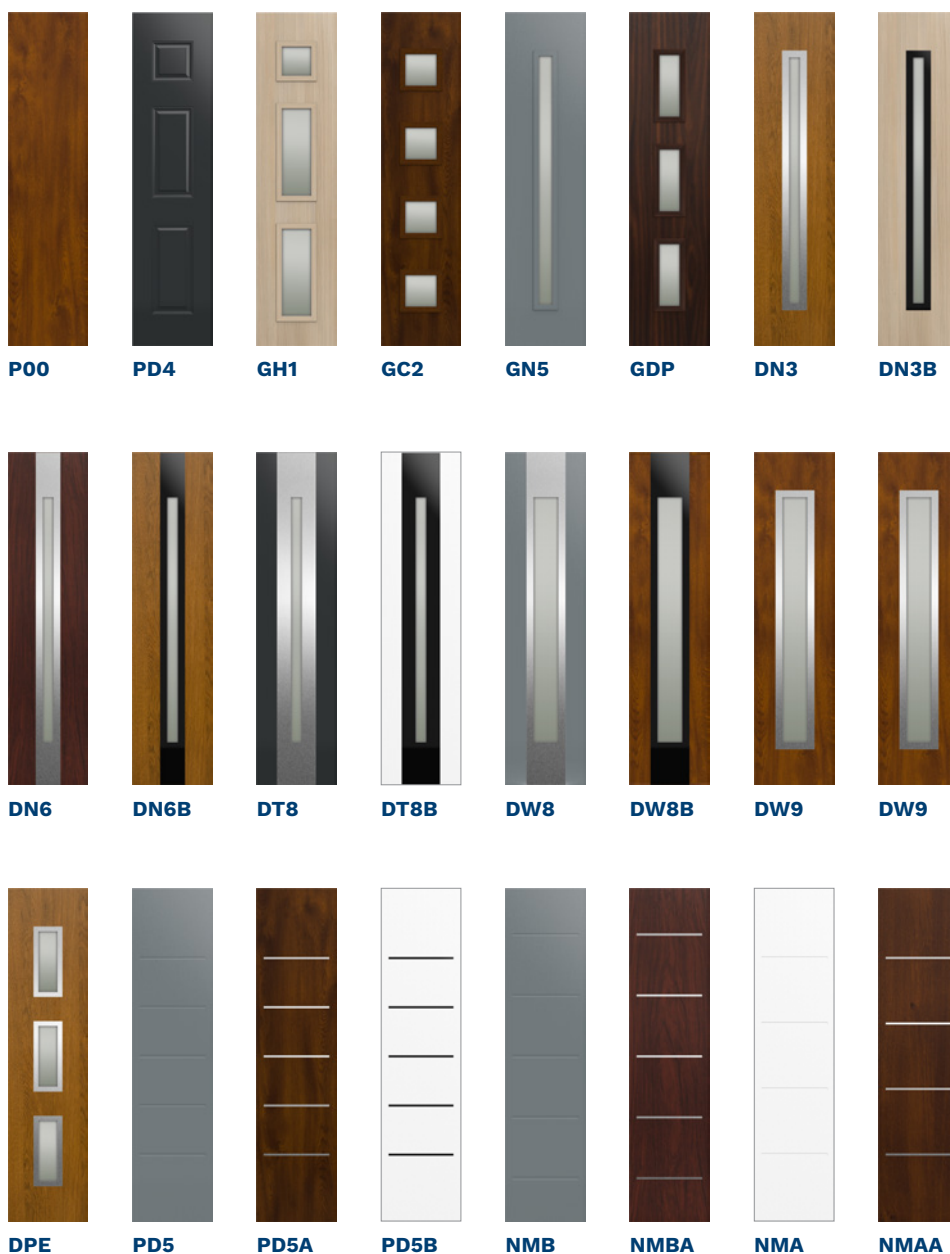 P00 PD4 GH1 GC2 GN5 GDP DN3 DN3B
DN6 DN6B DT8 DT8B DW8 DW8B DW9 DW9
DPE PD5 PD5A PD5B NMB NMBA NMA NMAA